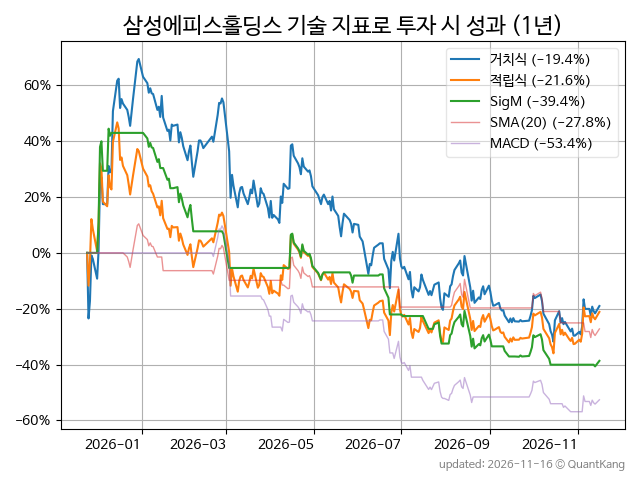 삼성에피스홀딩스 기술 지표로 투자 시 성과 (1년)
거치식 (−19.4%)
적립식 (−21.6%)
SigM (−39.4%)
SMA(20) (−27.8%)
MACD (−53.4%)
60%
40%
20%
0%
−20%
−40%
−60%
2026-01 2026-03 2026-05 2026-07 2026-09 2026-11
updated: 2026-11-16 © QuantKang